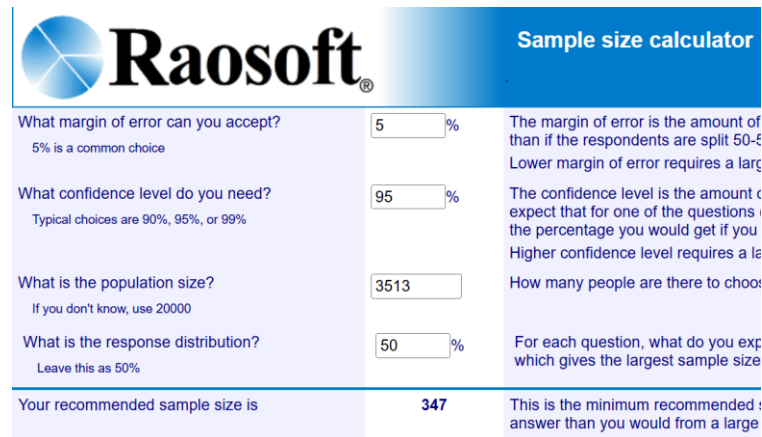 Raosoft®
Sample size calculator
What margin of error can you accept?
5% is a common choice
5 %
The margin of error is the amount of
than if the respondents are split 50-
Lower margin of error requires a larg
What confidence level do you need?
Typical choices are 90%, 95%, or 99%
95 %
The confidence level is the amount
expect that for one of the questions
the percentage you would get if you
Higher confidence level requires a la
What is the population size?
If you don't know, use 20000
3513
How many people are there to choos
What is the response distribution?
Leave this as 50%
50 %
For each question, what do you exp
which gives the largest sample size
Your recommended sample size is
347
This is the minimum recommended
answer than you would from a large